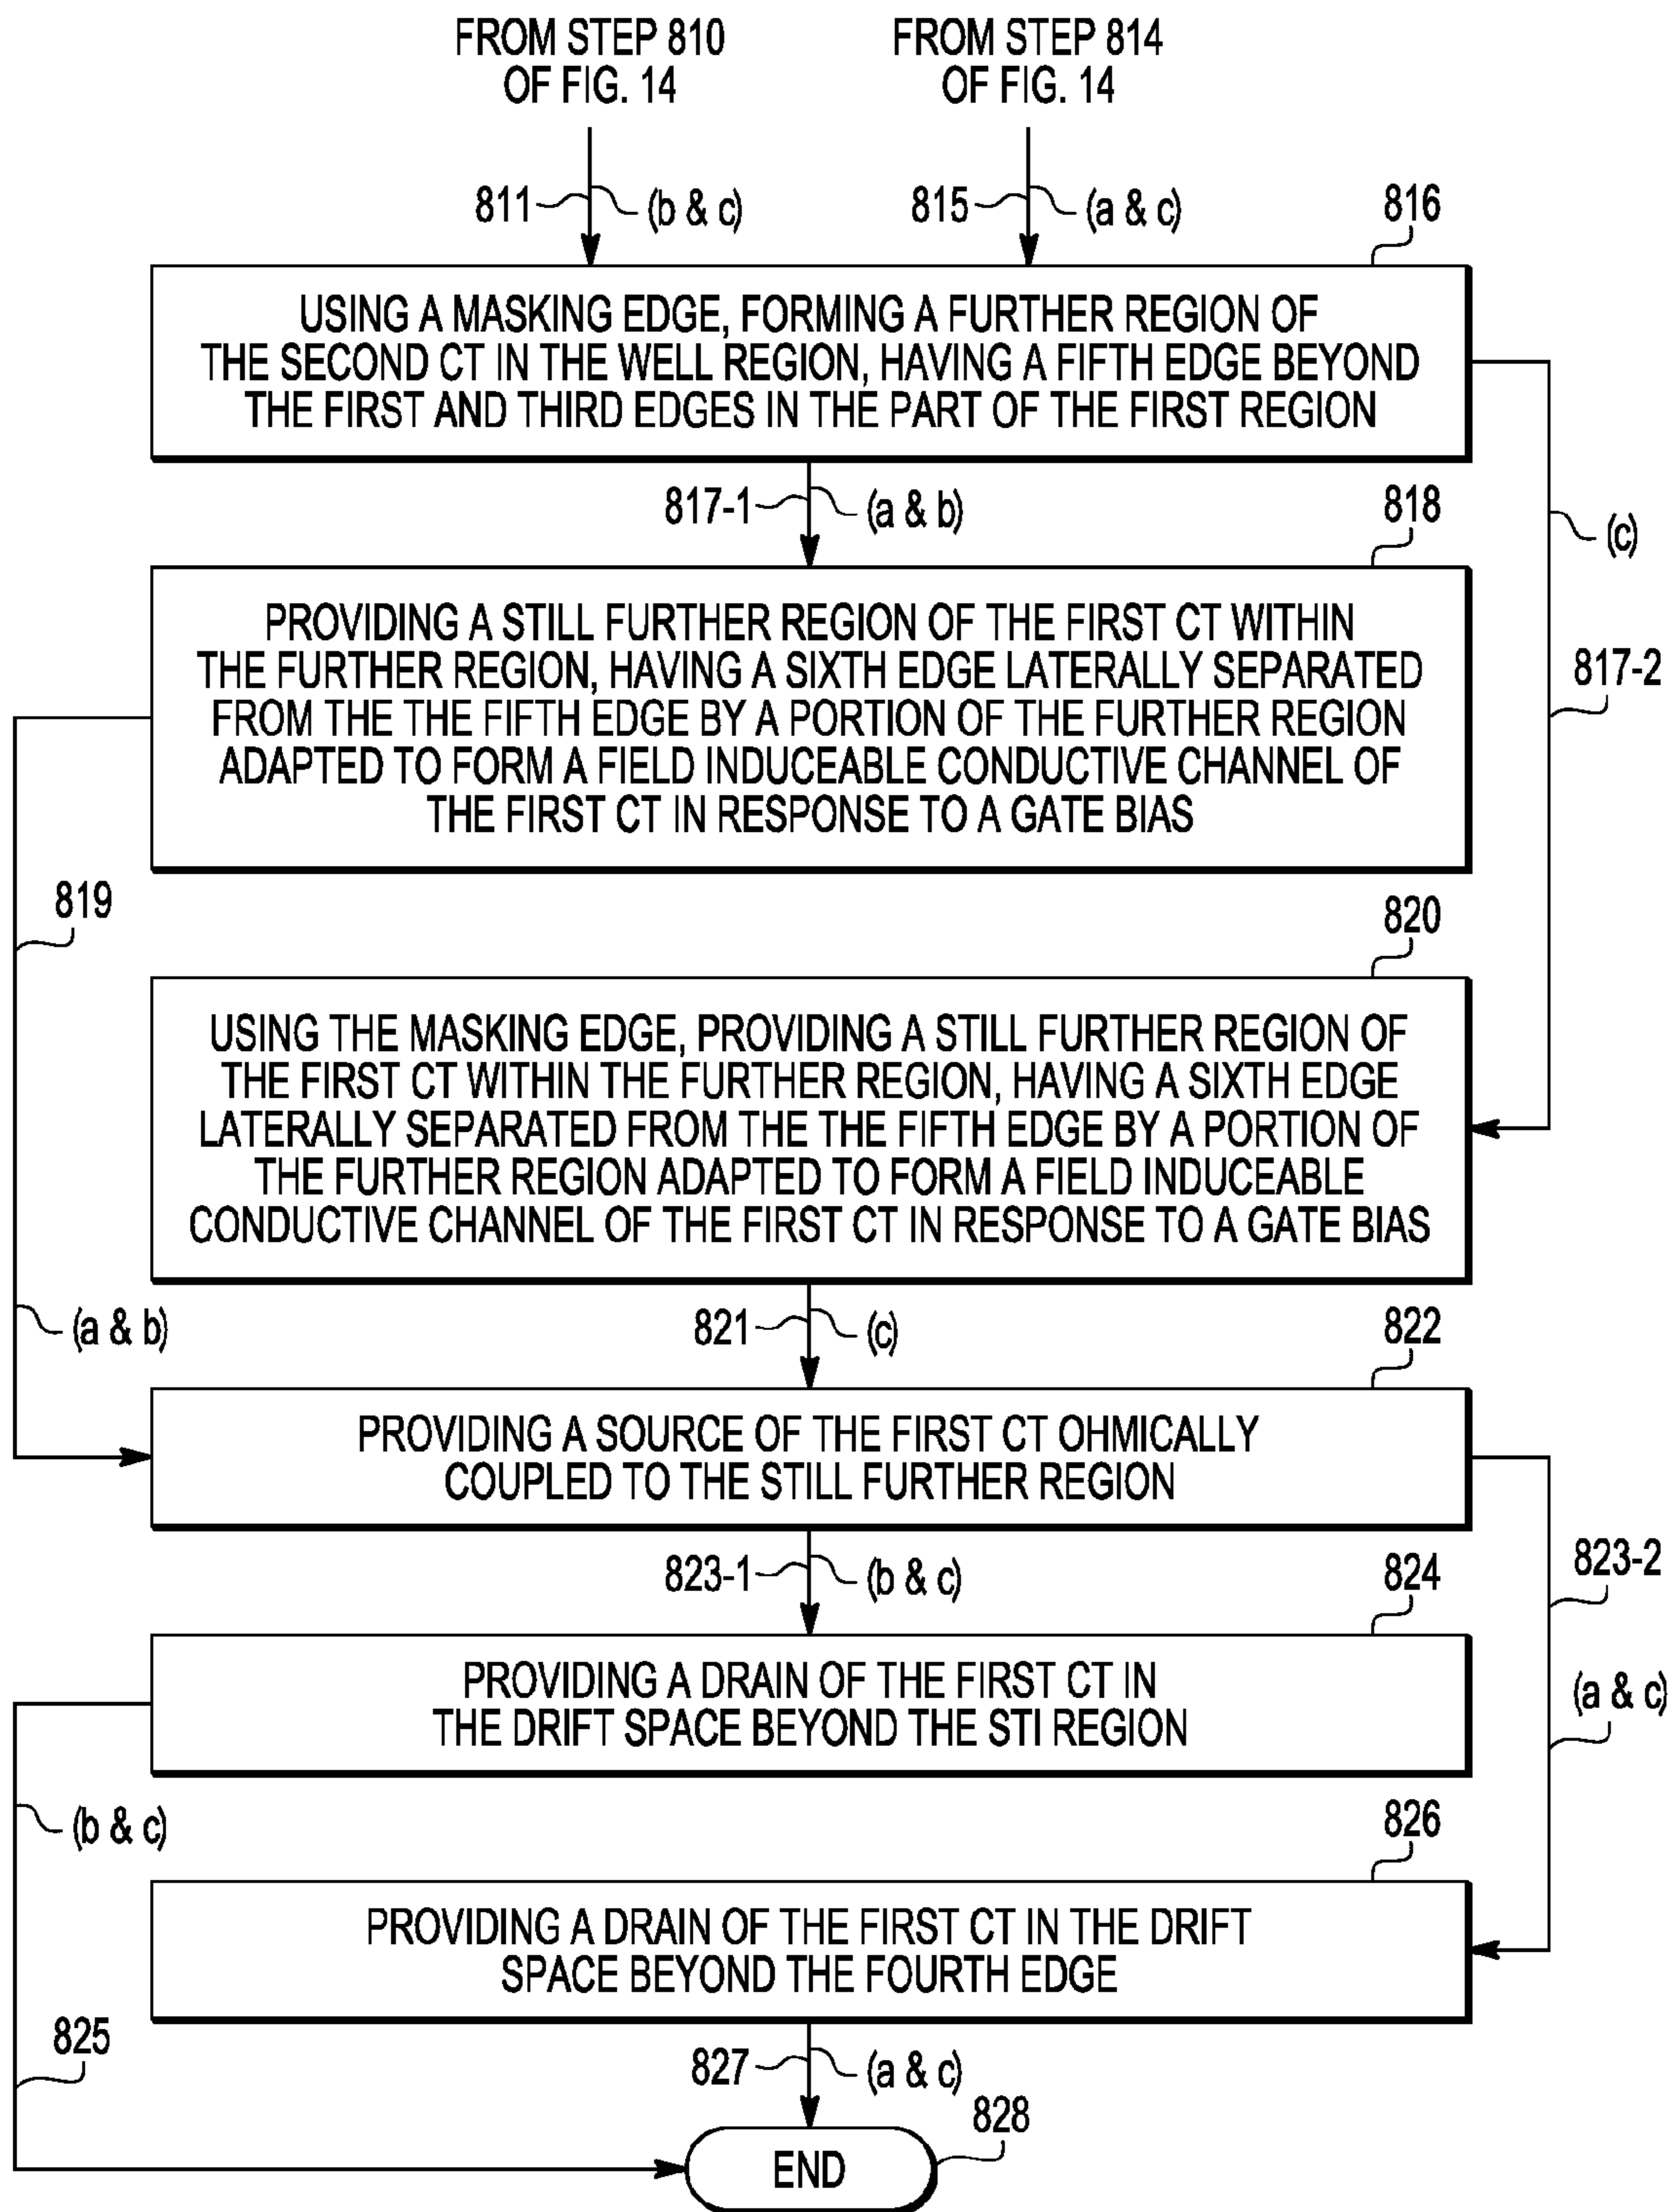 FROM STEP 810
OF FIG. 14
FROM STEP 814
OF FIG. 14
811
(b & c)
815
(a & c)
816
USING A MASKING EDGE, FORMING A FURTHER REGION OF
THE SECOND CT IN THE WELL REGION, HAVING A FIFTH EDGE BEYOND
THE FIRST AND THIRD EDGES IN THE PART OF THE FIRST REGION
817-1
(a & b)
818
(c)
817-2
PROVIDING A STILL FURTHER REGION OF THE FIRST CT WITHIN
THE FURTHER REGION, HAVING A SIXTH EDGE LATERALLY SEPARATED
FROM THE THE FIFTH EDGE BY A PORTION OF THE FURTHER REGION
ADAPTED TO FORM A FIELD INDUCEABLE CONDUCTIVE CHANNEL OF
THE FIRST CT IN RESPONSE TO A GATE BIAS
819
820
USING THE MASKING EDGE, PROVIDING A STILL FURTHER REGION OF
THE FIRST CT WITHIN THE FURTHER REGION, HAVING A SIXTH EDGE
LATERALLY SEPARATED FROM THE THE FIFTH EDGE BY A PORTION OF
THE FURTHER REGION ADAPTED TO FORM A FIELD INDUCEABLE
CONDUCTIVE CHANNEL OF THE FIRST CT IN RESPONSE TO A GATE BIAS
(a & b)
821
(c)
822
PROVIDING A SOURCE OF THE FIRST CT OHMICALLY
COUPLED TO THE STILL FURTHER REGION
823-1
(b & c)
824
823-2
PROVIDING A DRAIN OF THE FIRST CT IN
THE DRIFT SPACE BEYOND THE STI REGION
(a & c)
(b & c)
826
PROVIDING A DRAIN OF THE FIRST CT IN THE DRIFT
SPACE BEYOND THE FOURTH EDGE
825
827
(a & c)
828
END